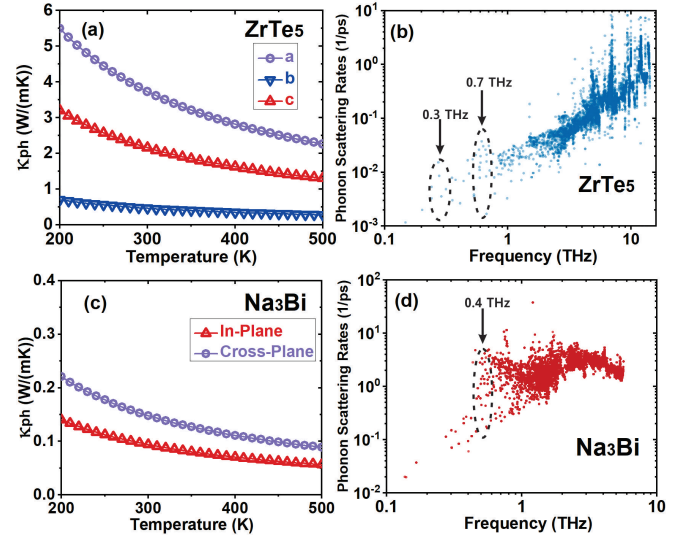 (a)
ZrTe5
a
b
c
κph (W/(mK))
6
5
4
3
2
1
0
200
300
400
500
Temperature (K)
(b)
0.7 THz
0.3 THz
ZrTe5
Phonon Scattering Rates (1/ps)
10^1
10^0
10^-1
10^-2
10^-3
0.1
1
10
Frequency (THz)
(c)
Na3Bi
In-Plane
Cross-Plane
κph (W/(mK))
0.4
0.3
0.2
0.1
0.0
200
300
400
500
Temperature (K)
(d)
0.4 THz
Na3Bi
Phonon Scattering Rates (1/ps)
10^2
10^1
10^0
10^-1
10^-2
0.1
1
10
Frequency (THz)